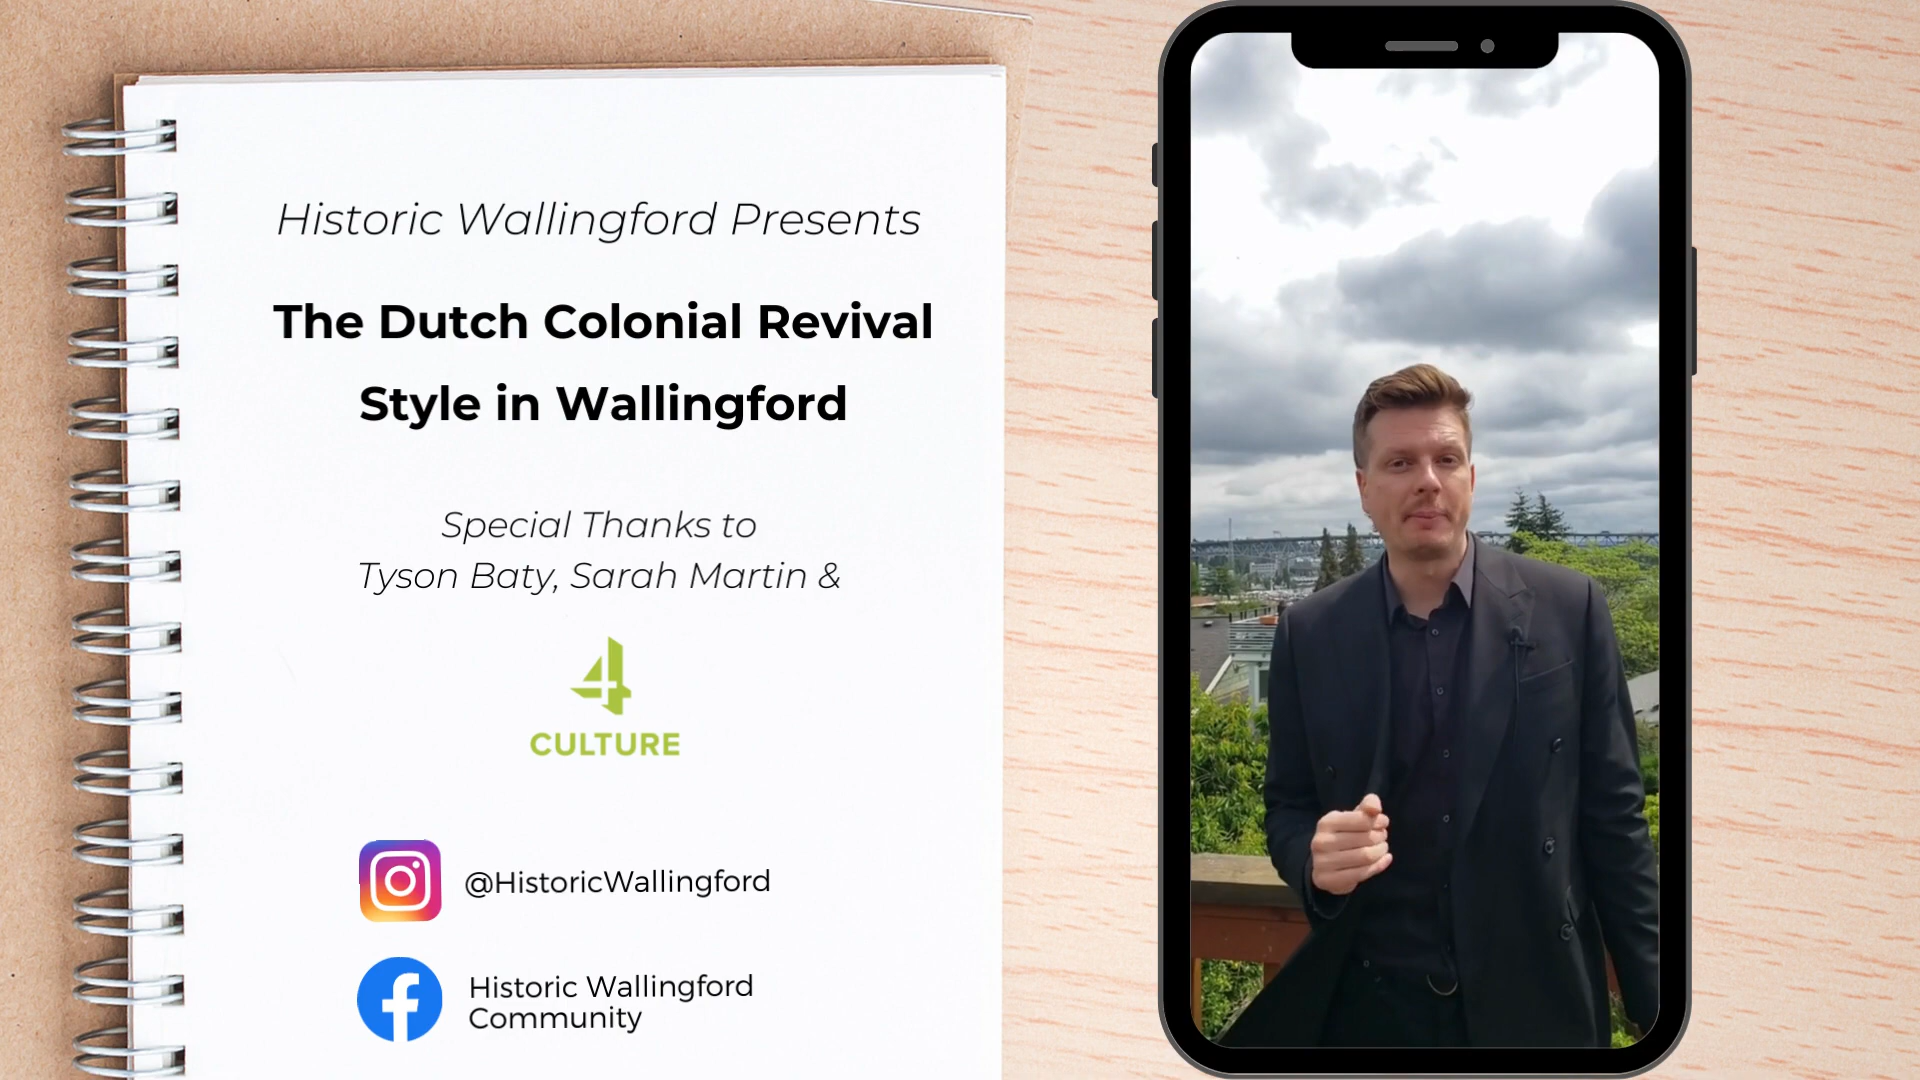 Historic Wallingford Presents
The Dutch Colonial Revival
Style in Wallingford
Special Thanks to
Tyson Baty, Sarah Martin &
4
CULTURE
@HistoricWallingford
Historic Wallingford
Community